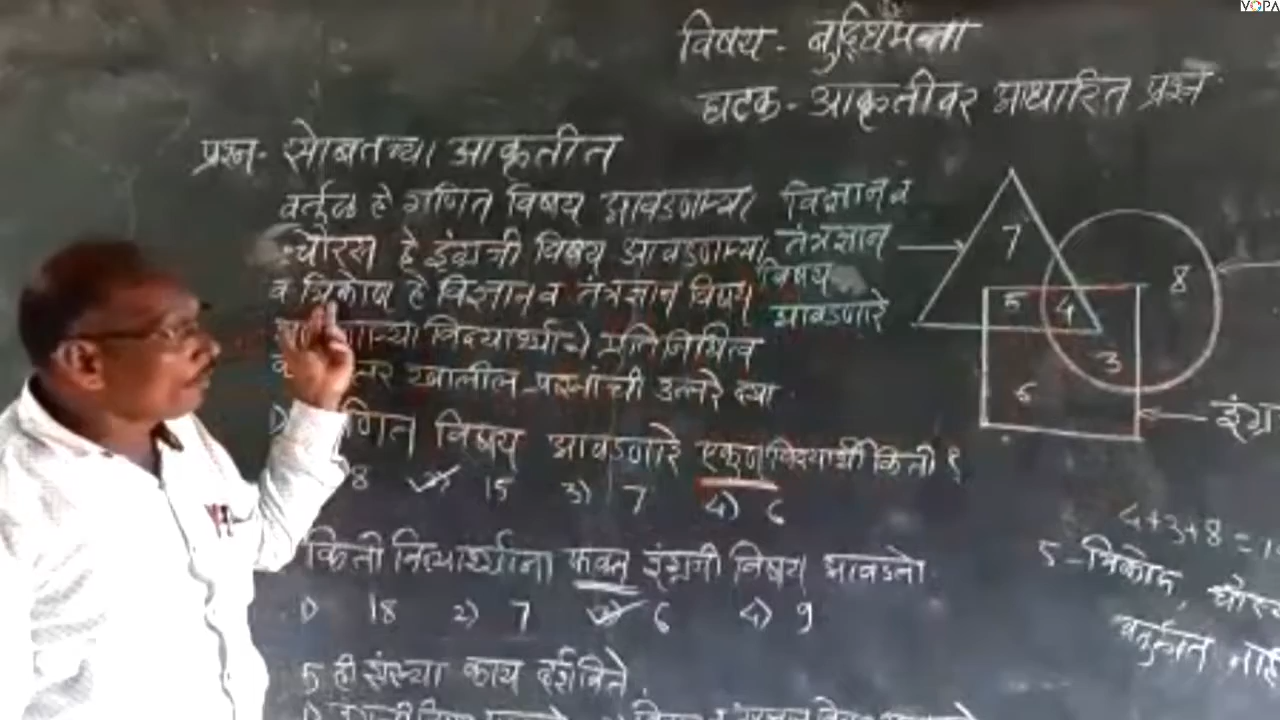 VOPA
विषय - बुद्धिमत्ता
घटक - आकृतीवर आधारित प्रश्न
प्रश्न - सोबतच्या आकृतीत
वर्तुळ हे गणित विषय आवडणाऱ्या
चौरस हे इंग्रजी विषय आवडणाऱ्या
व त्रिकोण हे विज्ञान व तंत्रज्ञान विषय
विद्यार्थ्यांचे प्रतिनिधित्व
खालील प्रश्नांची उत्तरे द्या
विषय आवडणारे एकूण विद्यार्थी किती ?
8 15 3) 7 4) 6
किती विद्यार्थ्यांना फक्त इंग्रजी विषय आवडतो
1) 18 2) 7 6 4) 9
5 ही संख्या काय दर्शविते
विज्ञान व
तंत्रज्ञान
विषय
आवडणारे
7
8
5 4
3
6
4+3+8 =
5 - त्रिकोण,
वर्तुळात